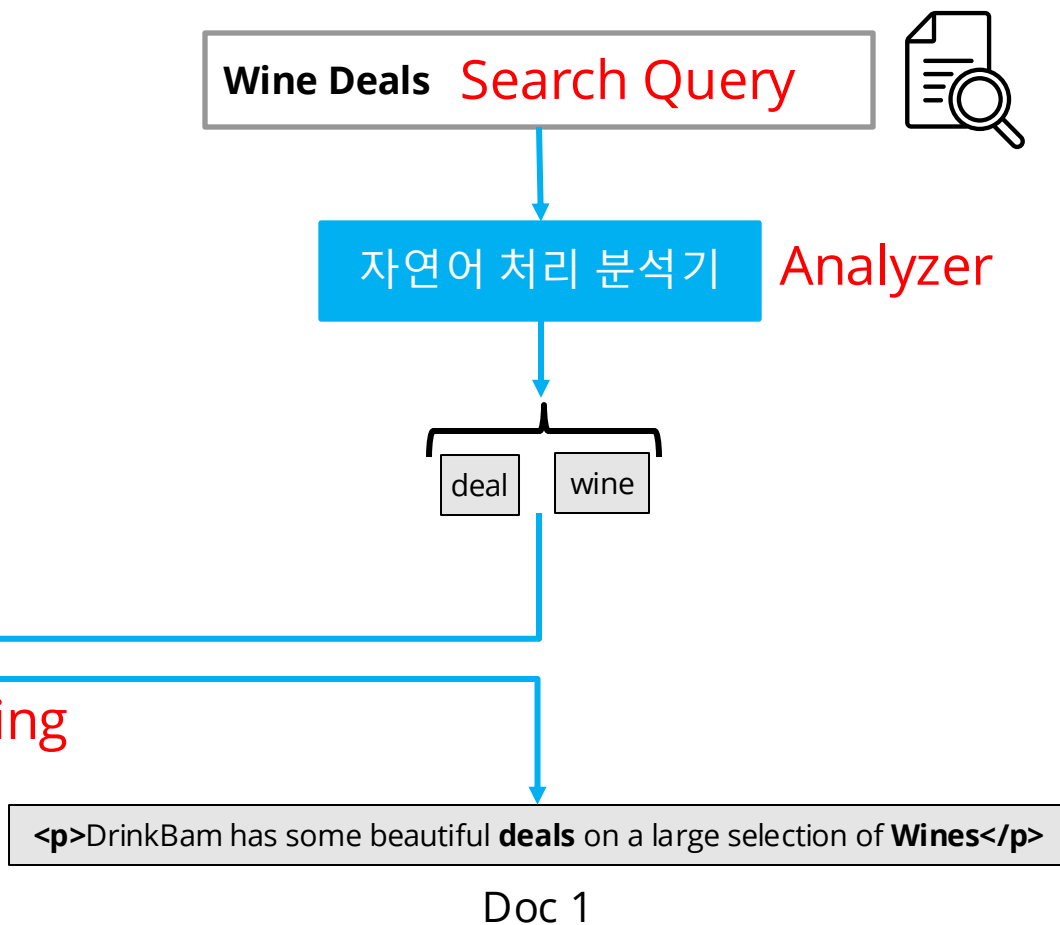 Wine Deals Search Query
자연어 처리 분석기 Analyzer
deal wine
ing
<p>DrinkBam has some beautiful deals on a large selection of Wines</p>
Doc 1